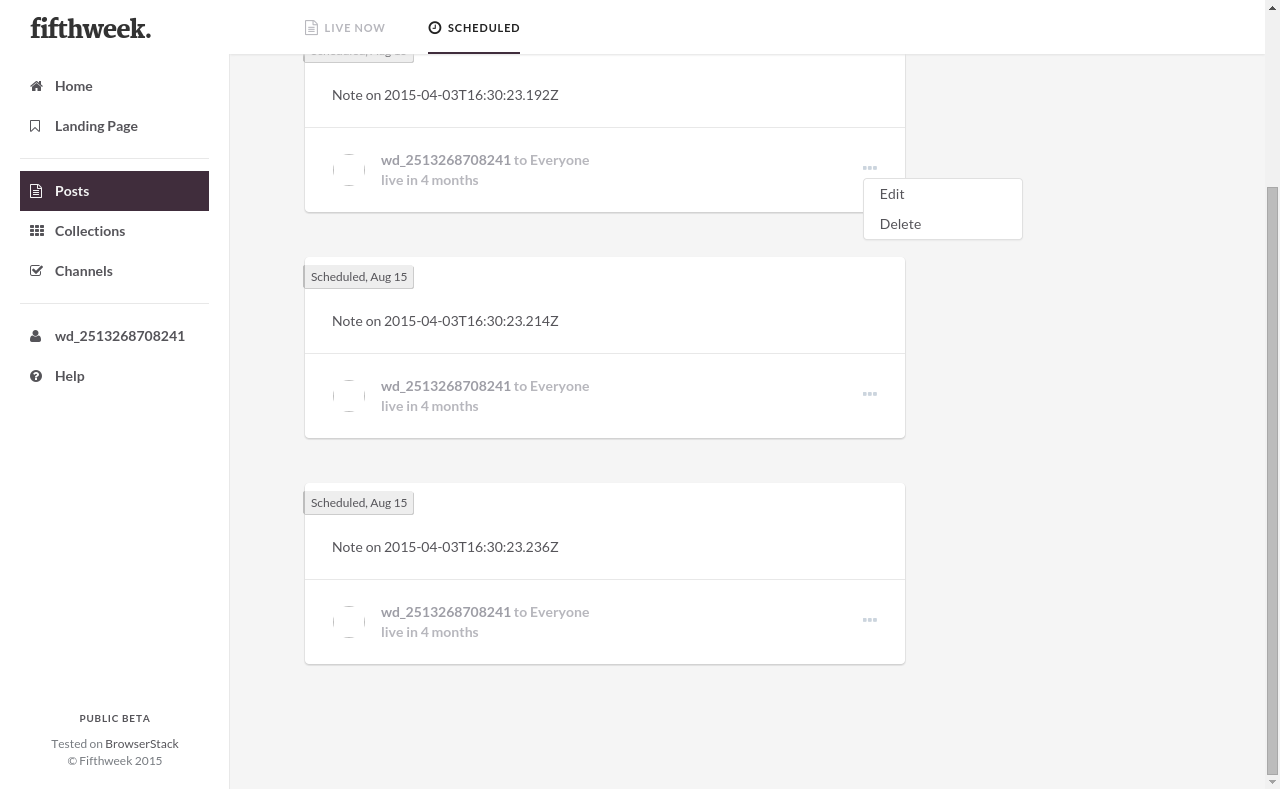 fifthweek.
LIVE NOW
SCHEDULED
Home
Landing Page
Posts
Collections
Channels
wd_2513268708241
Help
PUBLIC BETA
Tested on BrowserStack
© Fifthweek 2015
Note on 2015-04-03T16:30:23.192Z
wd_2513268708241 to Everyone
live in 4 months
Edit
Delete
Scheduled, Aug 15
Note on 2015-04-03T16:30:23.214Z
wd_2513268708241 to Everyone
live in 4 months
Scheduled, Aug 15
Note on 2015-04-03T16:30:23.236Z
wd_2513268708241 to Everyone
live in 4 months